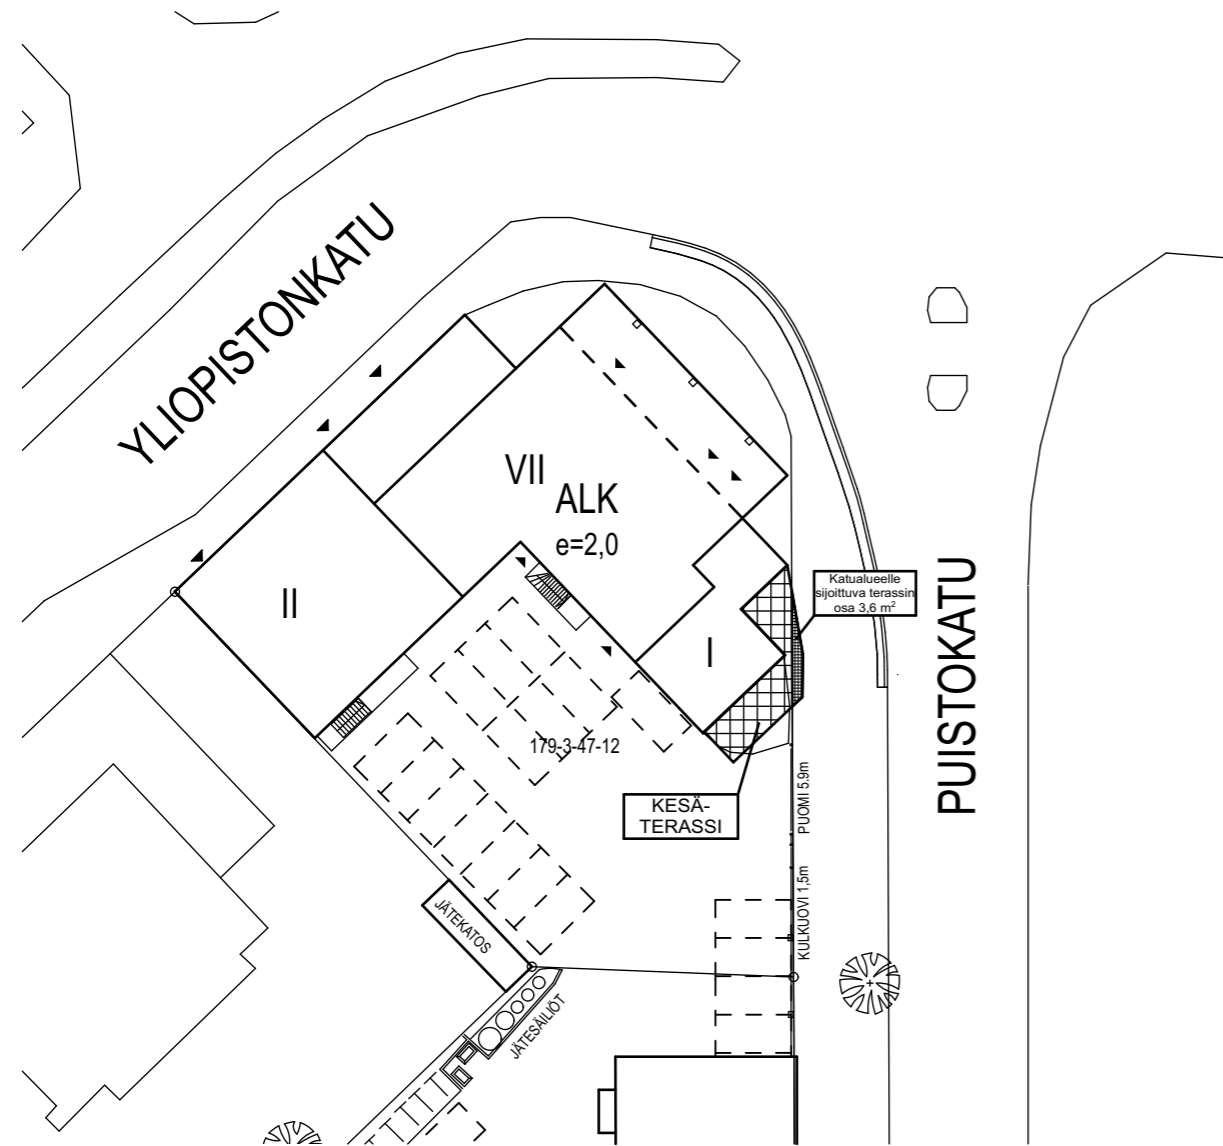 YLIOPISTONKATU
VII
ALK
e=2,0
II
I
Katualueelle
sijoittuva terassin
osa 3,6 m²
PUISTOKATU
179-3-47-12
KESÄ-
TERASSI
PUOMI 5.9m
KULKUOVI 1,5m
JÄTEKATOS
JÄTESÄILIÖT